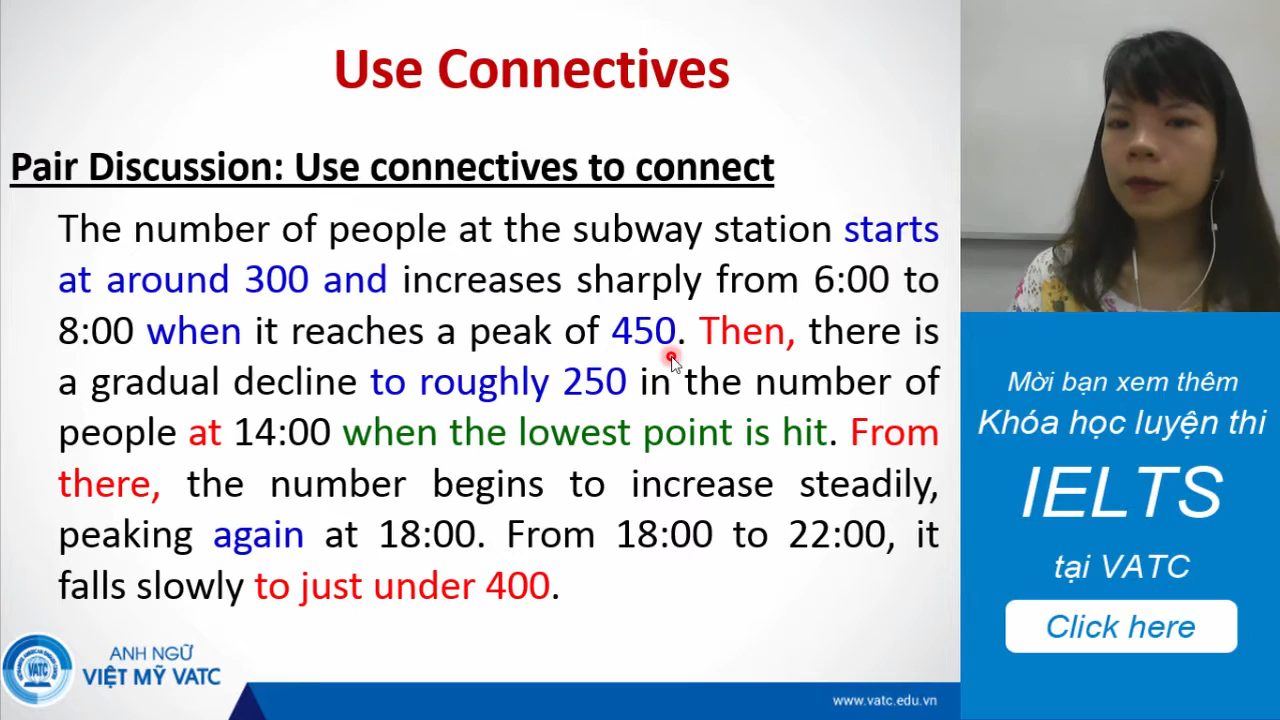 Use Connectives
Pair Discussion: Use connectives to connect
The number of people at the subway station starts
at around 300 and increases sharply from 6:00 to
8:00 when it reaches a peak of 450. Then, there is
a gradual decline to roughly 250 in the number of
people at 14:00 when the lowest point is hit. From
there, the number begins to increase steadily,
peaking again at 18:00. From 18:00 to 22:00, it
falls slowly to just under 400.
Mời bạn xem thêm
Khóa học luyện thi
IELTS
tại VATC
Click here
VATC
ANH NGỮ
VIỆT MỸ VATC
www.vatc.edu.vn